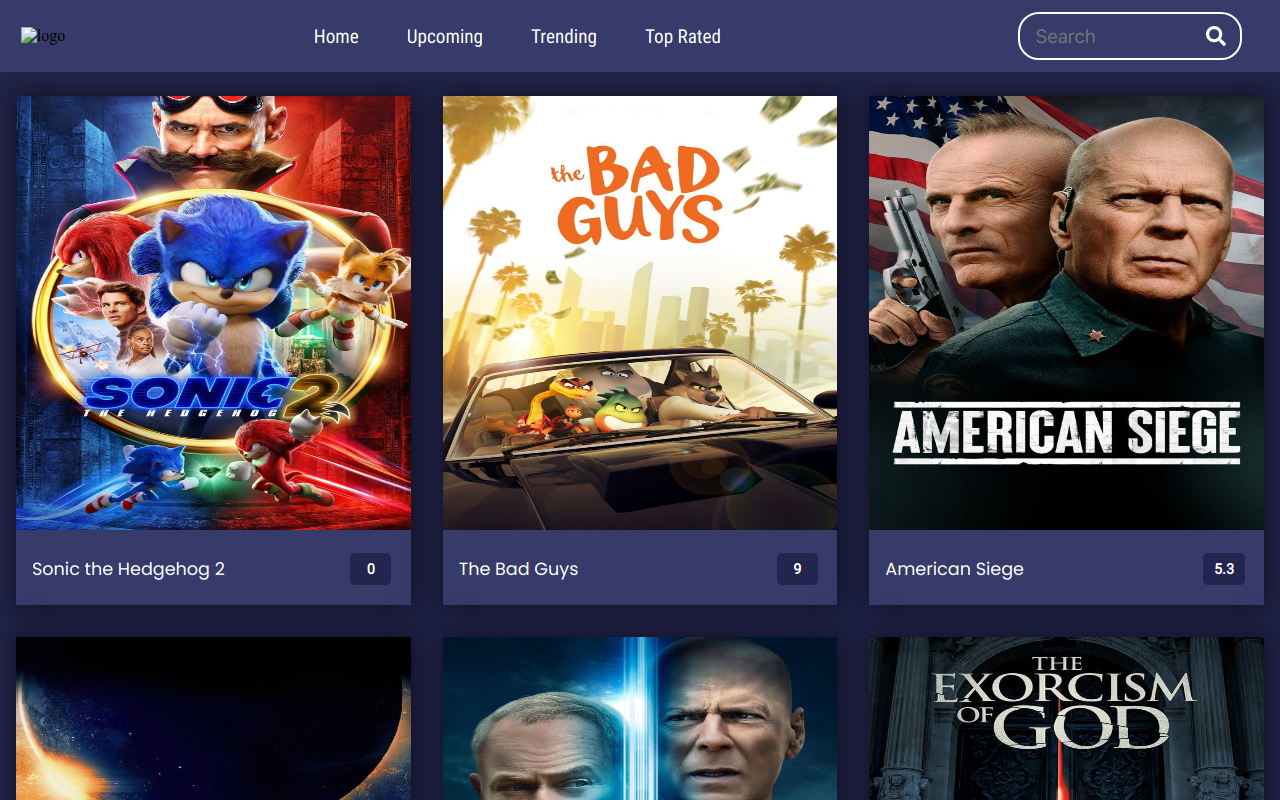 logo
Home
Upcoming
Trending
Top Rated
Search
SONIC 2
THE HEDGEHOG
the BAD
GUYS
AMERICAN SIEGE
Sonic the Hedgehog 2
0
The Bad Guys
9
American Siege
5.3
THE
EXORCISM
OF GOD